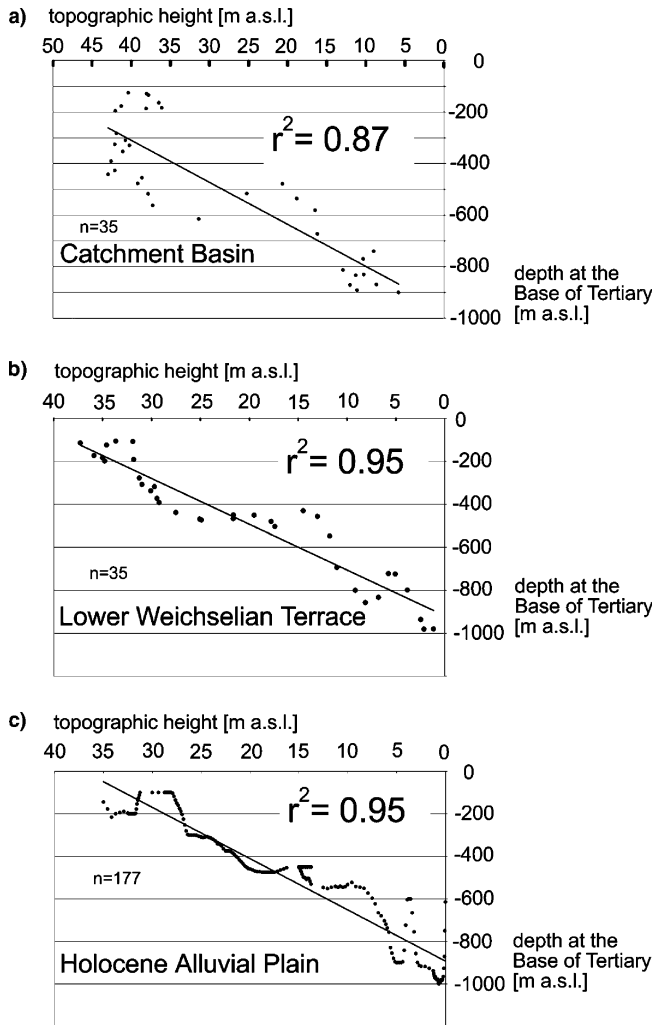 a)
topographic height [m a.s.l.]
50 45 40 35 30 25 20 15 10 5 0
0
-200
r²= 0.87
-400
-600
n=35
Catchment Basin
-800
depth at the
Base of Tertiary
[m a.s.l.]
-1000
b)
topographic height [m a.s.l.]
40 35 30 25 20 15 10 5 0
0
-200
r²= 0.95
-400
-600
n=35
-800
depth at the
Base of Tertiary
[m a.s.l.]
Lower Weichselian Terrace
-1000
c)
topographic height [m a.s.l.]
40 35 30 25 20 15 10 5 0
0
-200
r²= 0.95
-400
n=177
-600
-800
depth at the
Base of Tertiary
[m a.s.l.]
Holocene Alluvial Plain
-1000